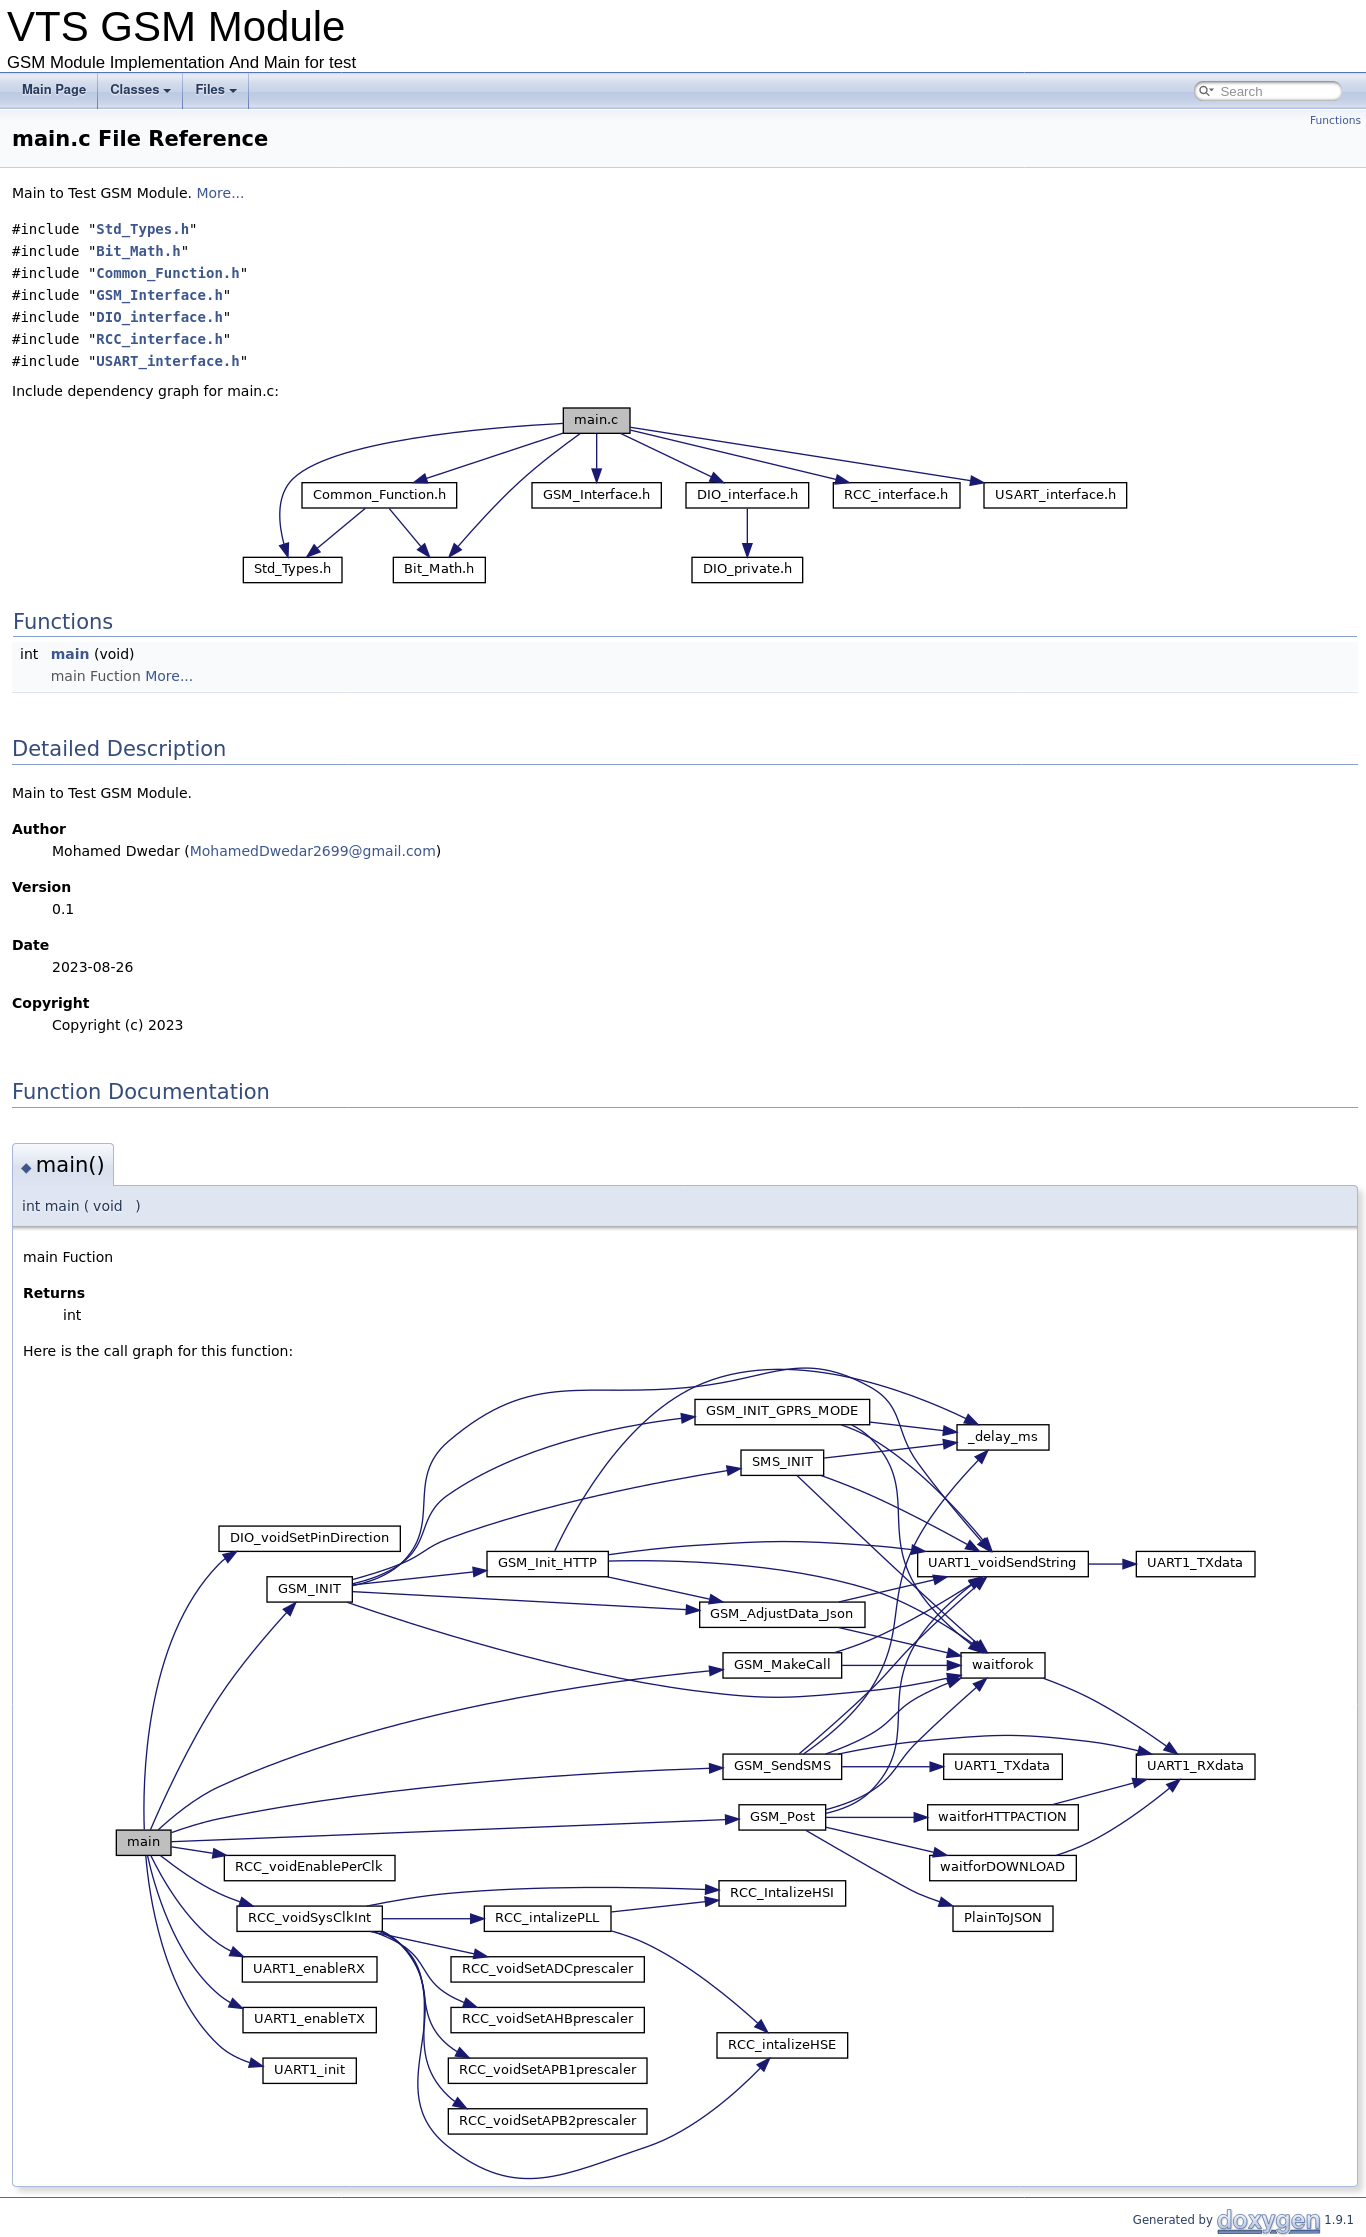 VTS GSM Module
GSM Module Implementation And Main for test
Main Page Classes Files Search
Functions
main.c File Reference
Main to Test GSM Module. More...
#include "Std_Types.h"
#include "Bit_Math.h"
#include "Common_Function.h"
#include "GSM_Interface.h"
#include "DIO_interface.h"
#include "RCC_interface.h"
#include "USART_interface.h"
Include dependency graph for main.c:
main.c
Common_Function.h GSM_Interface.h DIO_interface.h RCC_interface.h USART_interface.h
Std_Types.h Bit_Math.h DIO_private.h
Functions
int main (void)
main Fuction More...
Detailed Description
Main to Test GSM Module.
Author
Mohamed Dwedar (MohamedDwedar2699@gmail.com)
Version
0.1
Date
2023-08-26
Copyright
Copyright (c) 2023
Function Documentation
◆ main()
int main ( void )
main Fuction
Returns
int
Here is the call graph for this function:
GSM_INIT_GPRS_MODE
_delay_ms
SMS_INIT
DIO_voidSetPinDirection
GSM_Init_HTTP UART1_voidSendString UART1_TXdata
GSM_INIT
GSM_AdjustData_Json
GSM_MakeCall waitforok
GSM_SendSMS UART1_TXdata UART1_RXdata
GSM_Post waitforHTTPACTION
main
RCC_voidEnablePerClk waitforDOWNLOAD
RCC_IntalizeHSI
RCC_voidSysClkInt RCC_intalizePLL PlainToJSON
UART1_enableRX RCC_voidSetADCprescaler
UART1_enableTX RCC_voidSetAHBprescaler
RCC_intalizeHSE
UART1_init RCC_voidSetAPB1prescaler
RCC_voidSetAPB2prescaler
Generated by doxygen 1.9.1